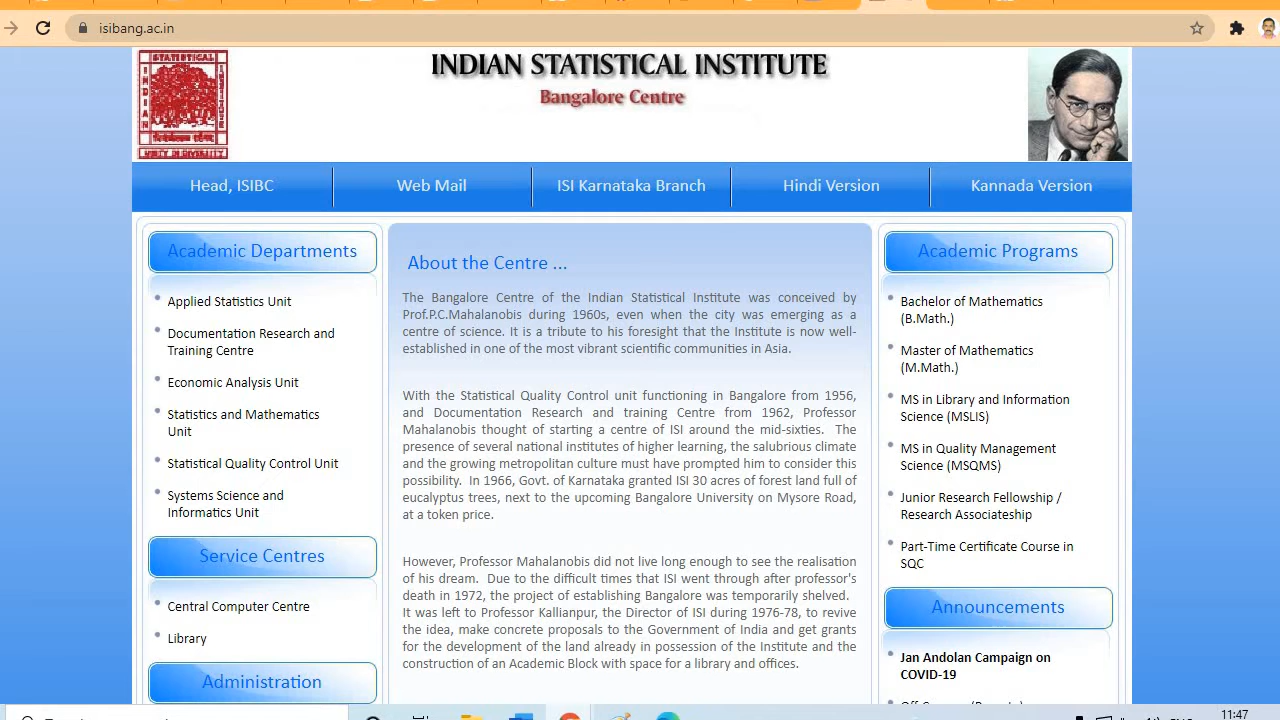 isibang.ac.in
STATISTICAL
INDIAN
INSTITUTE
UNITY IN DIVERSITY
INDIAN STATISTICAL INSTITUTE
Bangalore Centre
Head, ISIBC
Web Mail
ISI Karnataka Branch
Hindi Version
Kannada Version
Academic Departments
Applied Statistics Unit
Documentation Research and
Training Centre
Economic Analysis Unit
Statistics and Mathematics
Unit
Statistical Quality Control Unit
Systems Science and
Informatics Unit
Service Centres
Central Computer Centre
Library
Administration
About the Centre ...
The Bangalore Centre of the Indian Statistical Institute was conceived by
Prof.P.C.Mahalanobis during 1960s, even when the city was emerging as a
centre of science. It is a tribute to his foresight that the Institute is now well-
established in one of the most vibrant scientific communities in Asia.
With the Statistical Quality Control unit functioning in Bangalore from 1956,
and Documentation Research and training Centre from 1962, Professor
Mahalanobis thought of starting a centre of ISI around the mid-sixties. The
presence of several national institutes of higher learning, the salubrious climate
and the growing metropolitan culture must have prompted him to consider this
possibility. In 1966, Govt. of Karnataka granted ISI 30 acres of forest land full of
eucalyptus trees, next to the upcoming Bangalore University on Mysore Road,
at a token price.
However, Professor Mahalanobis did not live long enough to see the realisation
of his dream. Due to the difficult times that ISI went through after professor's
death in 1972, the project of establishing Bangalore was temporarily shelved.
It was left to Professor Kallianpur, the Director of ISI during 1976-78, to revive
the idea, make concrete proposals to the Government of India and get grants
for the development of the land already in possession of the Institute and the
construction of an Academic Block with space for a library and offices.
Academic Programs
Bachelor of Mathematics
(B.Math.)
Master of Mathematics
(M.Math.)
MS in Library and Information
Science (MSLIS)
MS in Quality Management
Science (MSQMS)
Junior Research Fellowship /
Research Associateship
Part-Time Certificate Course in
SQC
Announcements
Jan Andolan Campaign on
COVID-19
11:47